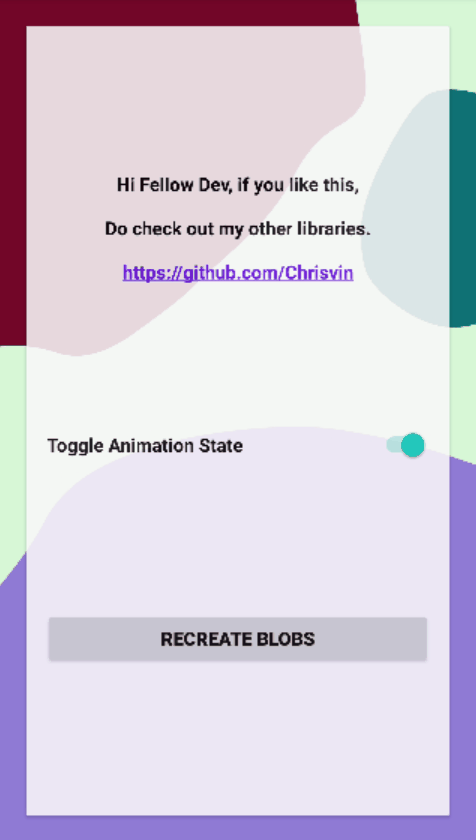 Hi Fellow Dev, if you like this,
Do check out my other libraries.
https://github.com/Chrisvin
Toggle Animation State
RECREATE BLOBS